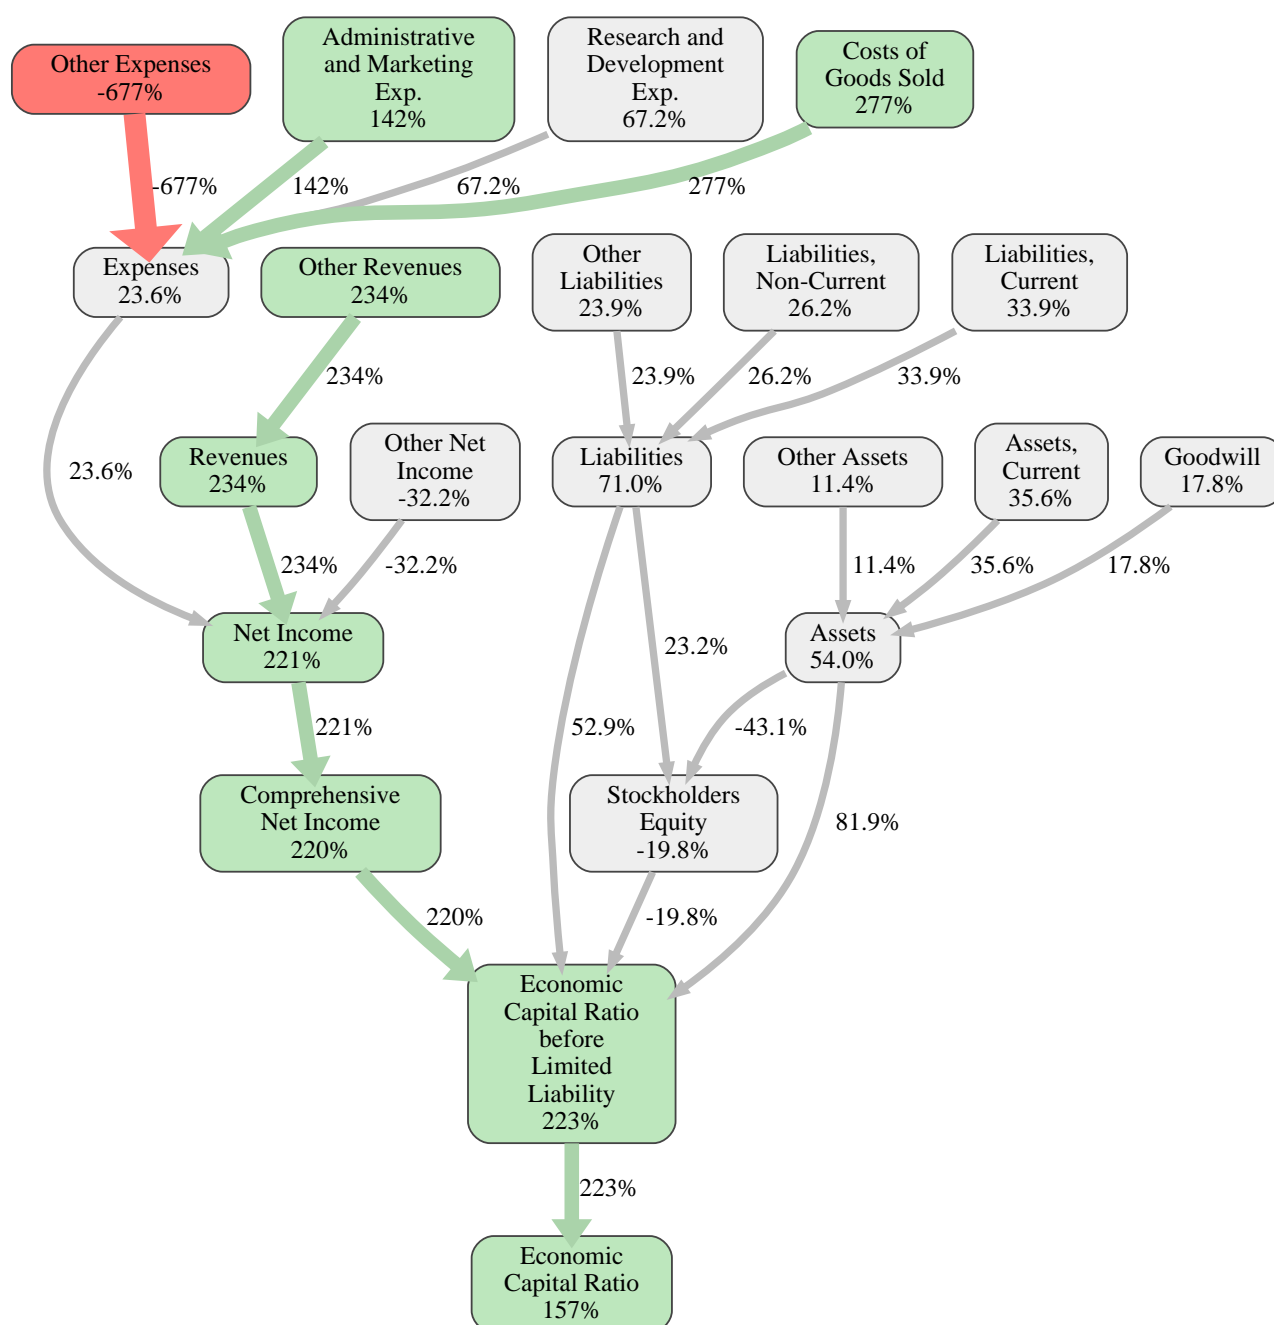 Other Expenses
-677%
Administrative
and Marketing
Exp.
142%
Research and
Development
Exp.
67.2%
Costs of
Goods Sold
277%
-677%
142%
67.2%
277%
Expenses
23.6%
Other Revenues
234%
Other
Liabilities
23.9%
Liabilities,
Non-Current
26.2%
Liabilities,
Current
33.9%
234%
23.9%
26.2%
33.9%
23.6%
Revenues
234%
Other Net
Income
-32.2%
Liabilities
71.0%
Other Assets
11.4%
Assets,
Current
35.6%
Goodwill
17.8%
234%
-32.2%
11.4%
35.6%
17.8%
Net Income
221%
23.2%
Assets
54.0%
221%
52.9%
-43.1%
81.9%
Comprehensive
Net Income
220%
Stockholders
Equity
-19.8%
220%
-19.8%
Economic
Capital Ratio
before
Limited
Liability
223%
223%
Economic
Capital Ratio
157%